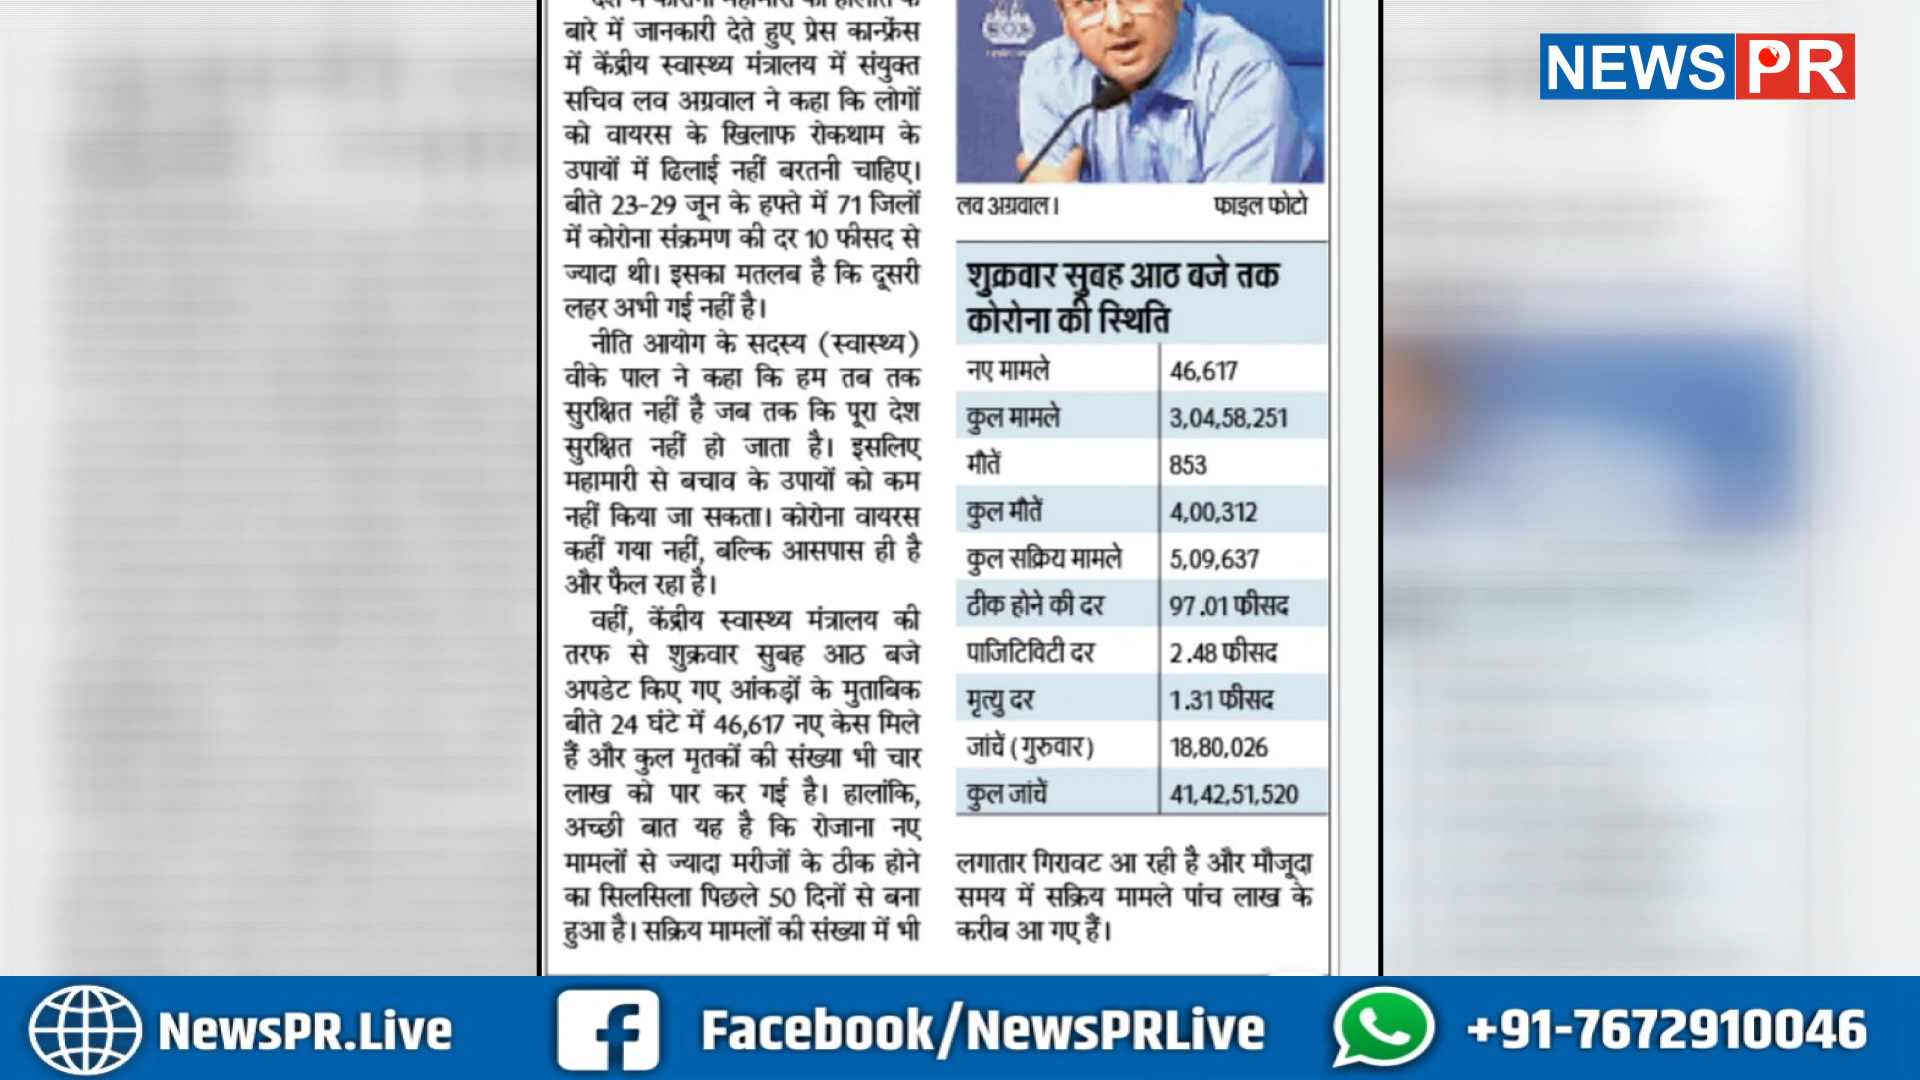 बारे में जानकारी देते हुए प्रेस कान्फ्रेंस
में केंद्रीय स्वास्थ्य मंत्रालय में संयुक्त
सचिव लव अग्रवाल ने कहा कि लोगों
को वायरस के खिलाफ रोकथाम के
उपायों में ढिलाई नहीं बरतनी चाहिए।
बीते 23-29 जून के हफ्ते में 71 जिलों
में कोरोना संक्रमण की दर 10 फीसद से
ज्यादा थी। इसका मतलब है कि दूसरी
लहर अभी गई नहीं है।
नीति आयोग के सदस्य (स्वास्थ्य)
वीके पाल ने कहा कि हम तब तक
सुरक्षित नहीं है जब तक कि पूरा देश
सुरक्षित नहीं हो जाता है। इसलिए
महामारी से बचाव के उपायों को कम
नहीं किया जा सकता। कोरोना वायरस
कहीं गया नहीं, बल्कि आसपास ही है
और फैल रहा है।
वहीं, केंद्रीय स्वास्थ्य मंत्रालय की
तरफ से शुक्रवार सुबह आठ बजे
अपडेट किए गए आंकड़ों के मुताबिक
बीते 24 घंटे में 46,617 नए केस मिले
हैं और कुल मृतकों की संख्या भी चार
लाख को पार कर गई है। हालांकि,
अच्छी बात यह है कि रोजाना नए
मामलों से ज्यादा मरीजों के ठीक होने
का सिलसिला पिछले 50 दिनों से बना
हुआ है। सक्रिय मामलों की संख्या में भी
लव अग्रवाल। फाइल फोटो
शुक्रवार सुबह आठ बजे तक
कोरोना की स्थिति
नए मामले 46,617
कुल मामले 3,04,58,251
मौतें 853
कुल मौतें 4,00,312
कुल सक्रिय मामले 5,09,637
ठीक होने की दर 97.01 फीसद
पाजिटिविटी दर 2.48 फीसद
मृत्यु दर 1.31 फीसद
जांचें (गुरुवार) 18,80,026
कुल जांचें 41,42,51,520
लगातार गिरावट आ रही है और मौजूदा
समय में सक्रिय मामले पांच लाख के
करीब आ गए हैं।
NEWS PR
NewsPR.Live
Facebook/NewsPRLive
+91-7672910046